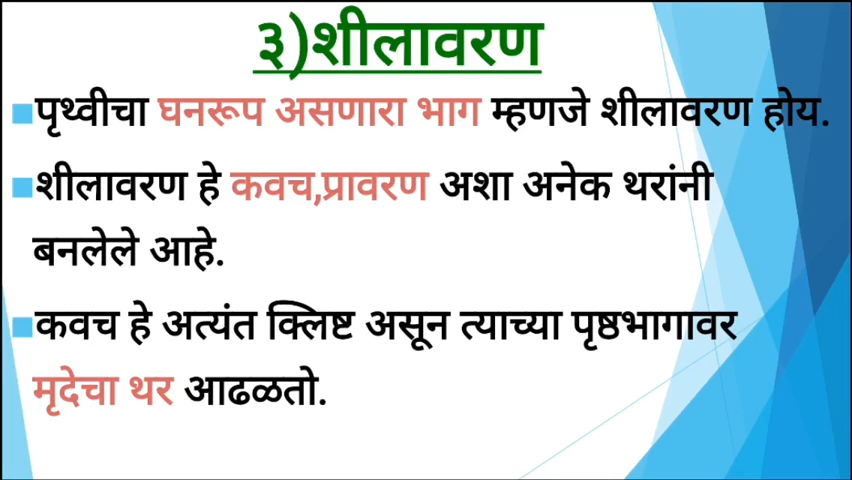 ३)शीलावरण
पृथ्वीचा घनरूप असणारा भाग म्हणजे शीलावरण होय.
शीलावरण हे कवच,प्रावरण अशा अनेक थरांनी
बनलेले आहे.
कवच हे अत्यंत क्लिष्ट असून त्याच्या पृष्ठभागावर
मृदेचा थर आढळतो.